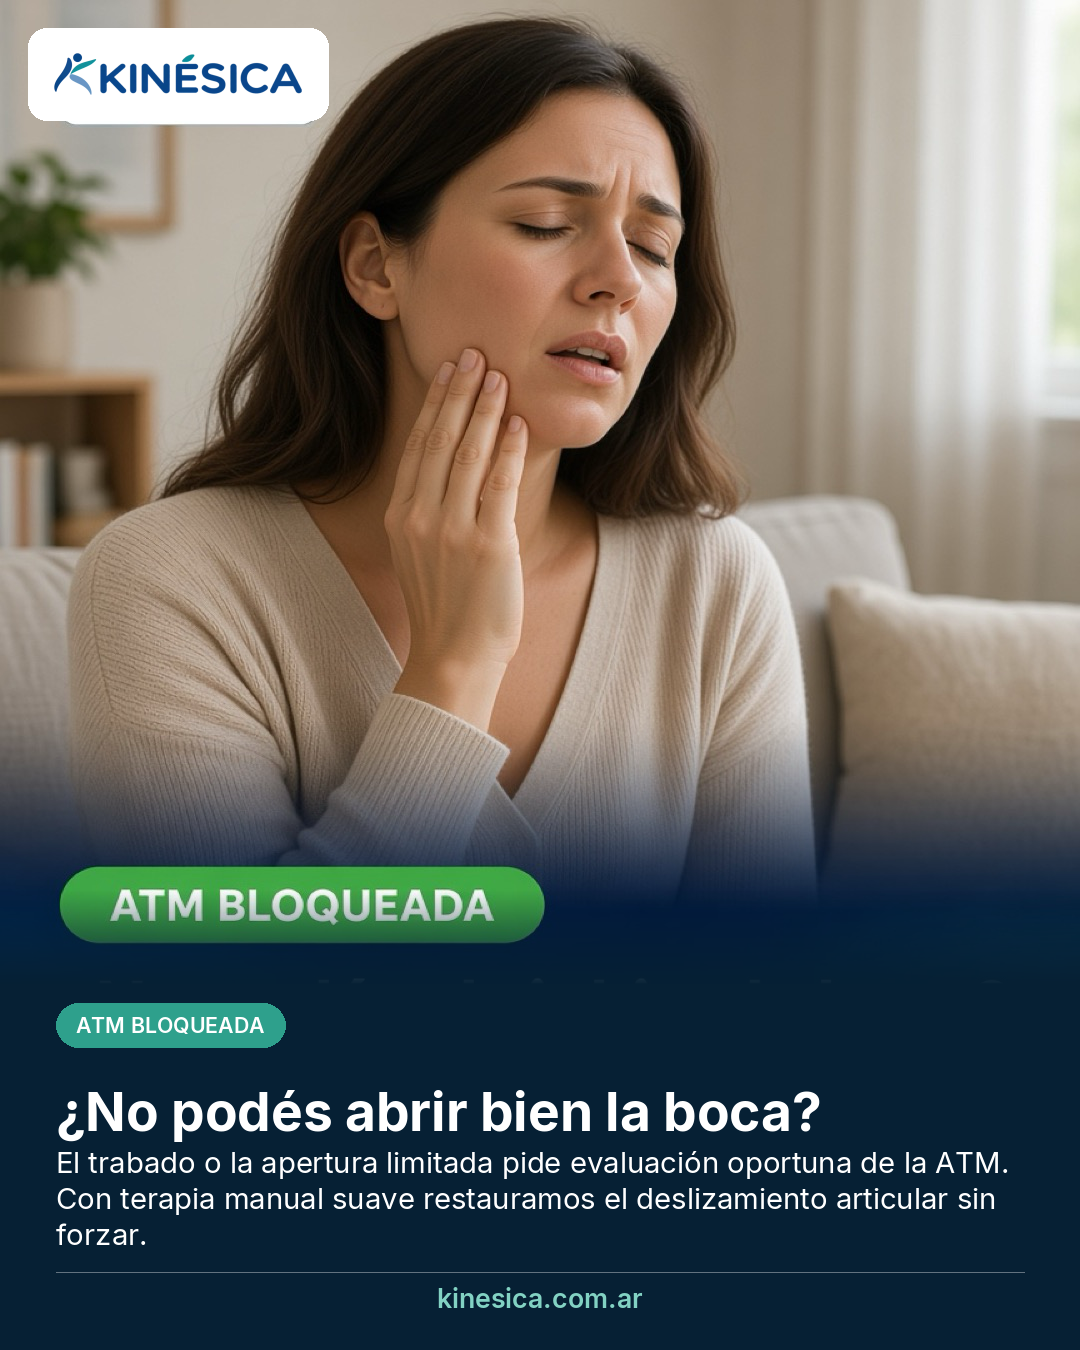 KINÉSICA
ATM BLOQUEADA
ATM BLOQUEADA
¿No podés abrir bien la boca?
El trabado o la apertura limitada pide evaluación oportuna de la ATM.
Con terapia manual suave restauramos el deslizamiento articular sin
forzar.
kinesica.com.ar